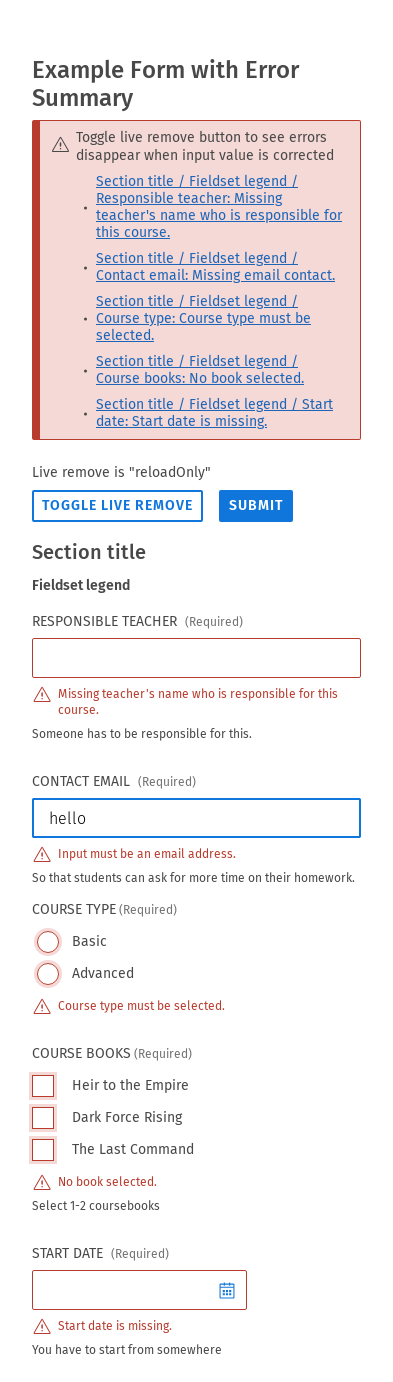 Example Form with Error
Summary
Toggle live remove button to see errors
disappear when input value is corrected
Section title / Fieldset legend /
Responsible teacher: Missing
teacher's name who is responsible for
this course.
Section title / Fieldset legend /
Contact email: Missing email contact.
Section title / Fieldset legend /
Course type: Course type must be
selected.
Section title / Fieldset legend /
Course books: No book selected.
Section title / Fieldset legend / Start
date: Start date is missing.
Live remove is "reloadOnly"
TOGGLE LIVE REMOVE SUBMIT
Section title
Fieldset legend
RESPONSIBLE TEACHER (Required)
Missing teacher's name who is responsible for this
course.
Someone has to be responsible for this.
CONTACT EMAIL (Required)
hello
Input must be an email address.
So that students can ask for more time on their homework.
COURSE TYPE (Required)
Basic
Advanced
Course type must be selected.
COURSE BOOKS (Required)
Heir to the Empire
Dark Force Rising
The Last Command
No book selected.
Select 1-2 coursebooks
START DATE (Required)
Start date is missing.
You have to start from somewhere